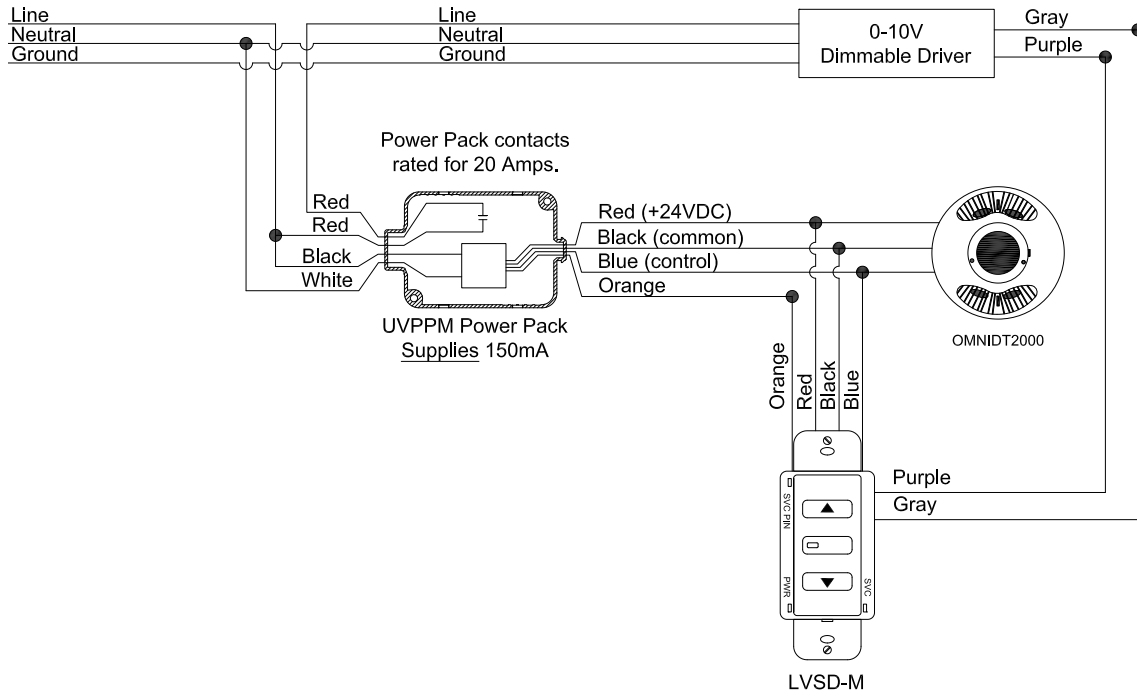 Line
Neutral
Ground
Line
Neutral
Ground
0-10V
Dimmable Driver
Gray
Purple
Power Pack contacts
rated for 20 Amps.
Red
Red
Black
White
Red (+24VDC)
Black (common)
Blue (control)
Orange
UVPPM Power Pack
Supplies 150mA
OMNIDT2000
Orange
Red
Black
Blue
SVC PIN
PWR
SVC
Purple
Gray
LVSD-M